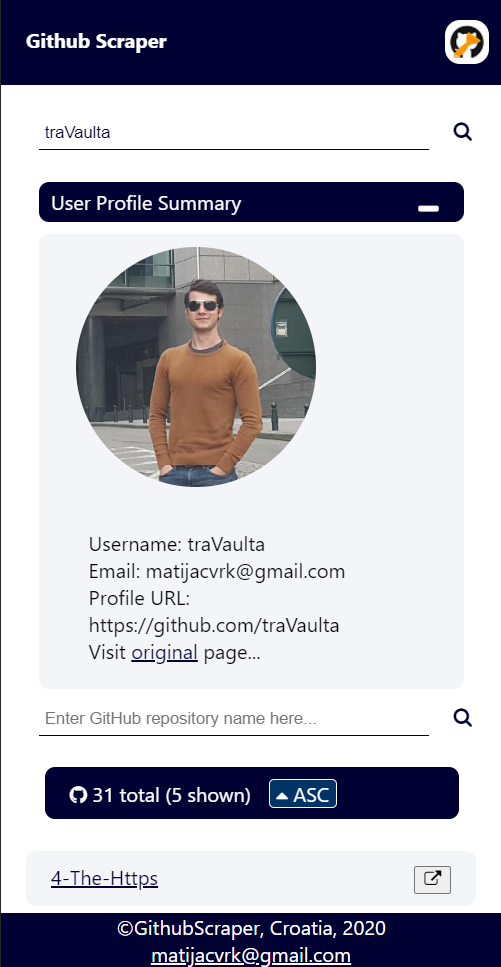 Github Scraper
traVaulta
User Profile Summary
Username: traVaulta
Email: matijacvrk@gmail.com
Profile URL:
https://github.com/traVaulta
Visit original page...
Enter GitHub repository name here...
31 total (5 shown) ASC
4-The-Https
©GithubScraper, Croatia, 2020
matijacvrk@gmail.com